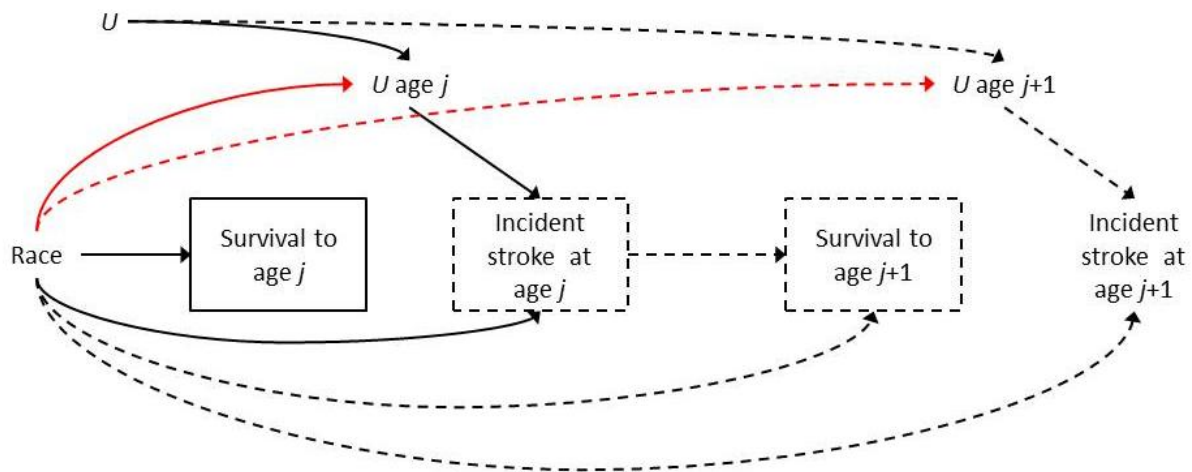 U
U age j
U age j+1
Race
Survival to
age j
Incident
stroke at
age j
Survival to
age j+1
Incident
stroke at
age j+1